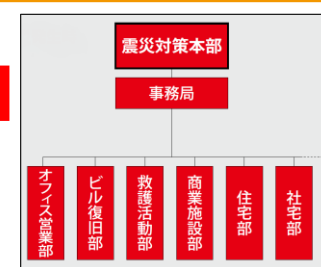 震災対策本部
事務局
オフィス営業部
ビル復旧部
救護活動部
商業施設部
住宅部
社宅部